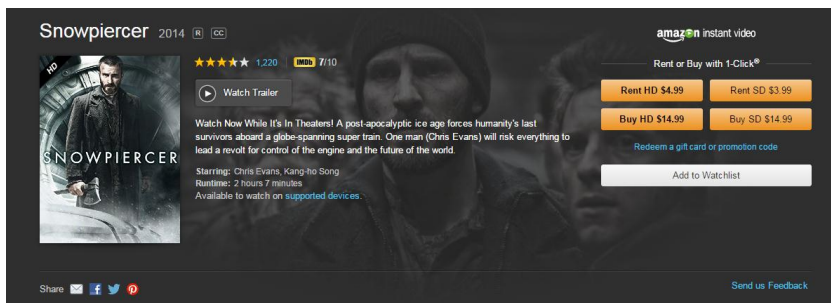 Snowpiercer 2014 R CC
HD
SNOWPIERCER
1,220 IMDb 7/10
Watch Trailer
Watch Now While It's In Theaters! A post-apocalyptic ice age forces humanity's last
survivors aboard a globe-spanning super train. One man (Chris Evans) will risk everything to
lead a revolt for control of the engine and the future of the world.
Starring: Chris Evans, Kang-ho Song
Runtime: 2 hours 7 minutes
Available to watch on supported devices.
amazon instant video
Rent or Buy with 1-Click®
Rent HD $4.99 Rent SD $3.99
Buy HD $14.99 Buy SD $14.99
Redeem a gift card or promotion code
Add to Watchlist
Share
Send us Feedback